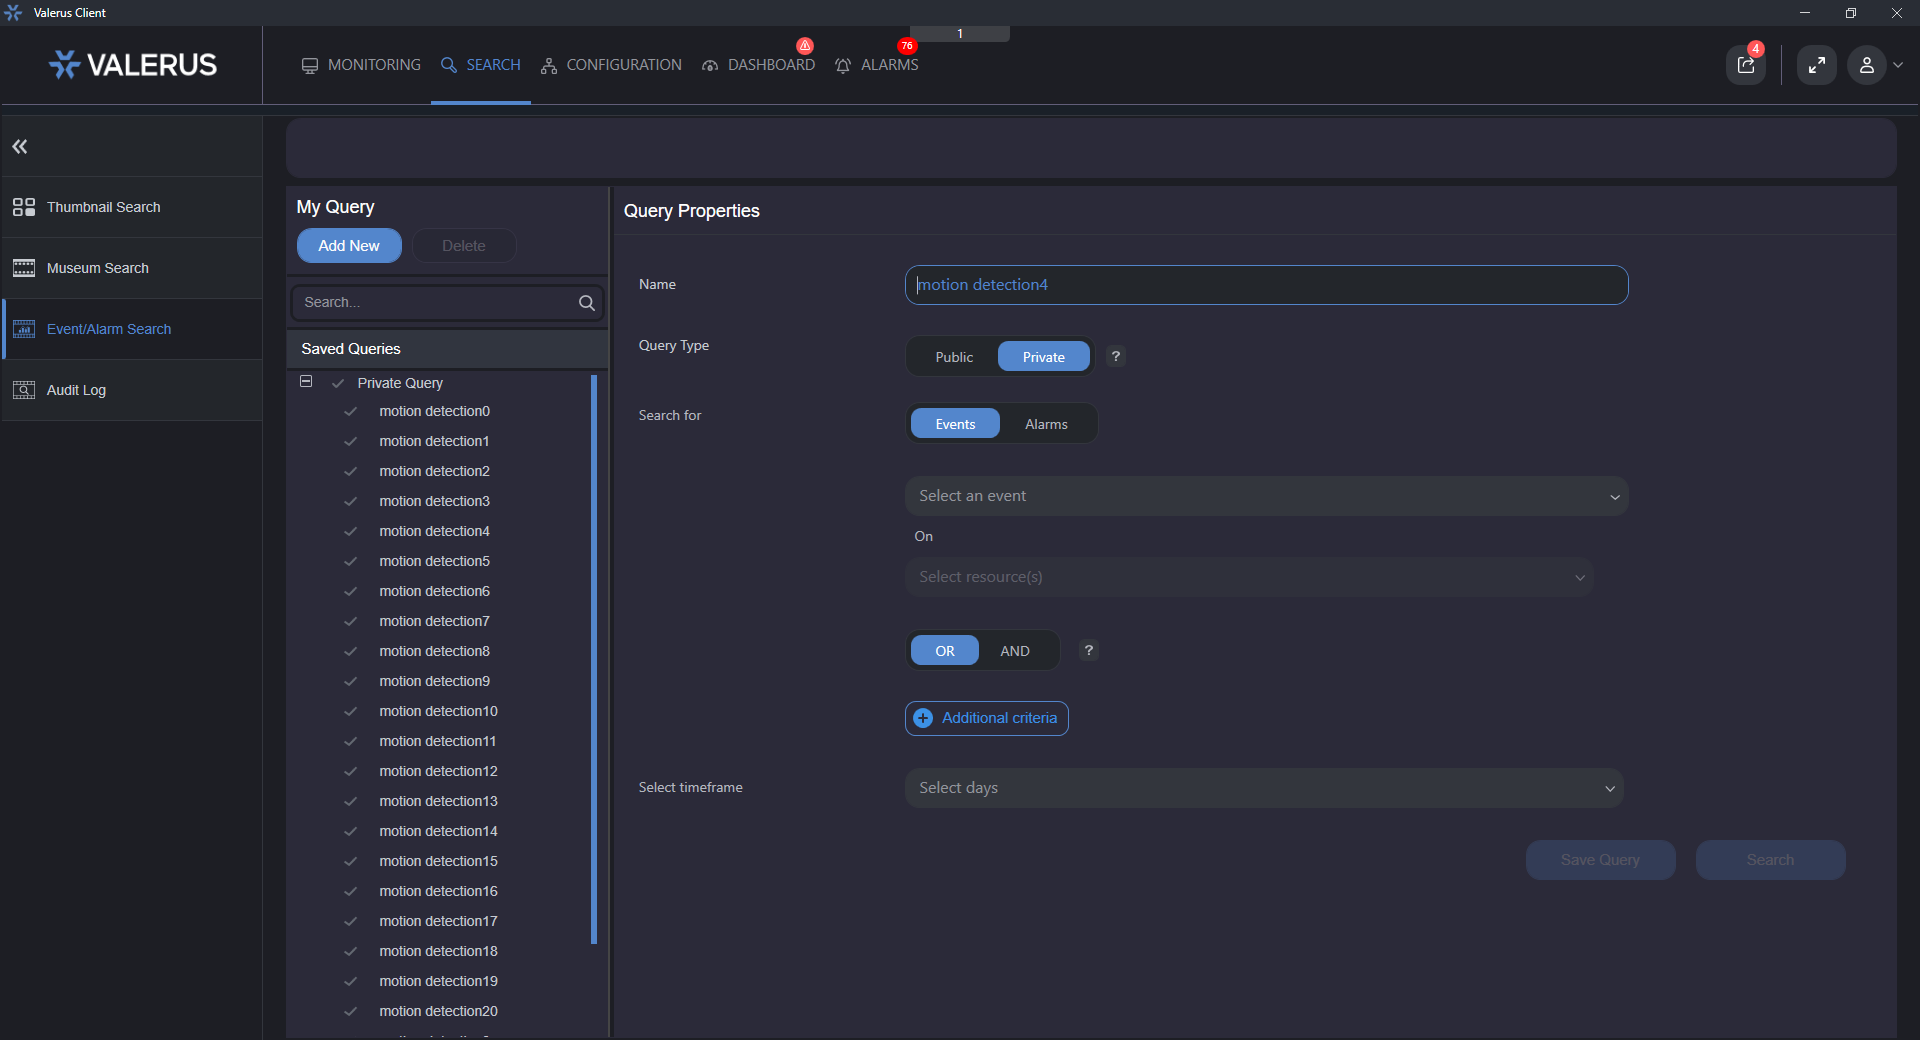 Valerus Client
1
VALERUS
MONITORING
SEARCH
CONFIGURATION
DASHBOARD
76
ALARMS
4
Thumbnail Search
Museum Search
Event/Alarm Search
Audit Log
My Query
Add New
Delete
Search...
Saved Queries
Private Query
motion detection0
motion detection1
motion detection2
motion detection3
motion detection4
motion detection5
motion detection6
motion detection7
motion detection8
motion detection9
motion detection10
motion detection11
motion detection12
motion detection13
motion detection14
motion detection15
motion detection16
motion detection17
motion detection18
motion detection19
motion detection20
Query Properties
Name
motion detection4
Query Type
Public
Private
?
Search for
Events
Alarms
Select an event
On
Select resource(s)
OR
AND
?
Additional criteria
Select timeframe
Select days
Save Query
Search